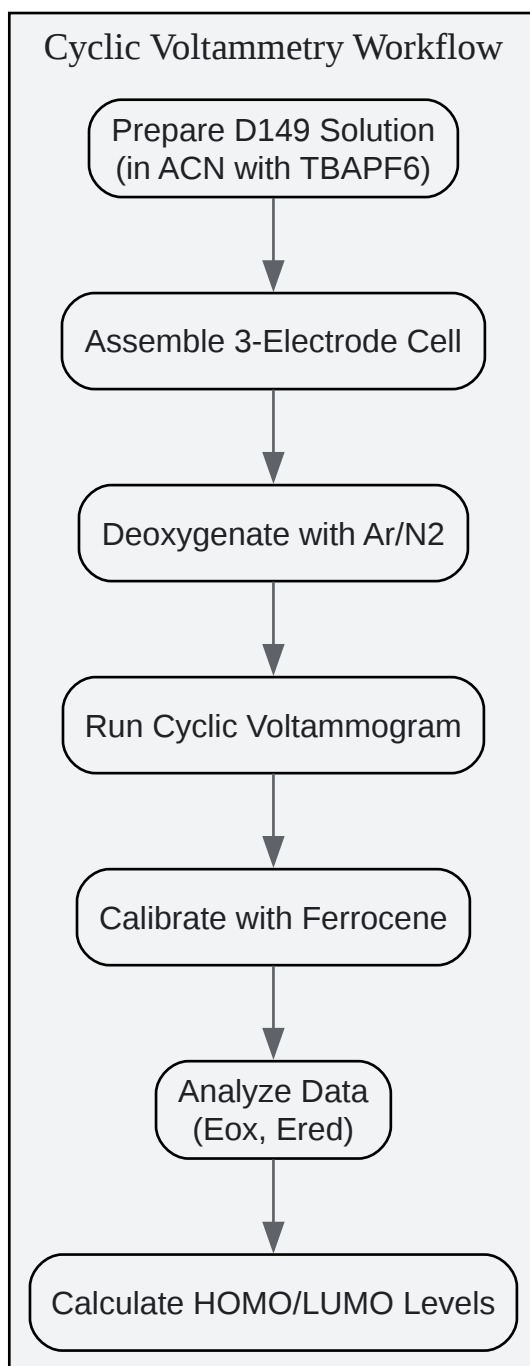 Cyclic Voltammetry Workflow
Prepare D149 Solution
(in ACN with TBAPF6)
Assemble 3-Electrode Cell
Deoxygenate with Ar/N2
Run Cyclic Voltammogram
Calibrate with Ferrocene
Analyze Data
(Eox, Ered)
Calculate HOMO/LUMO Levels